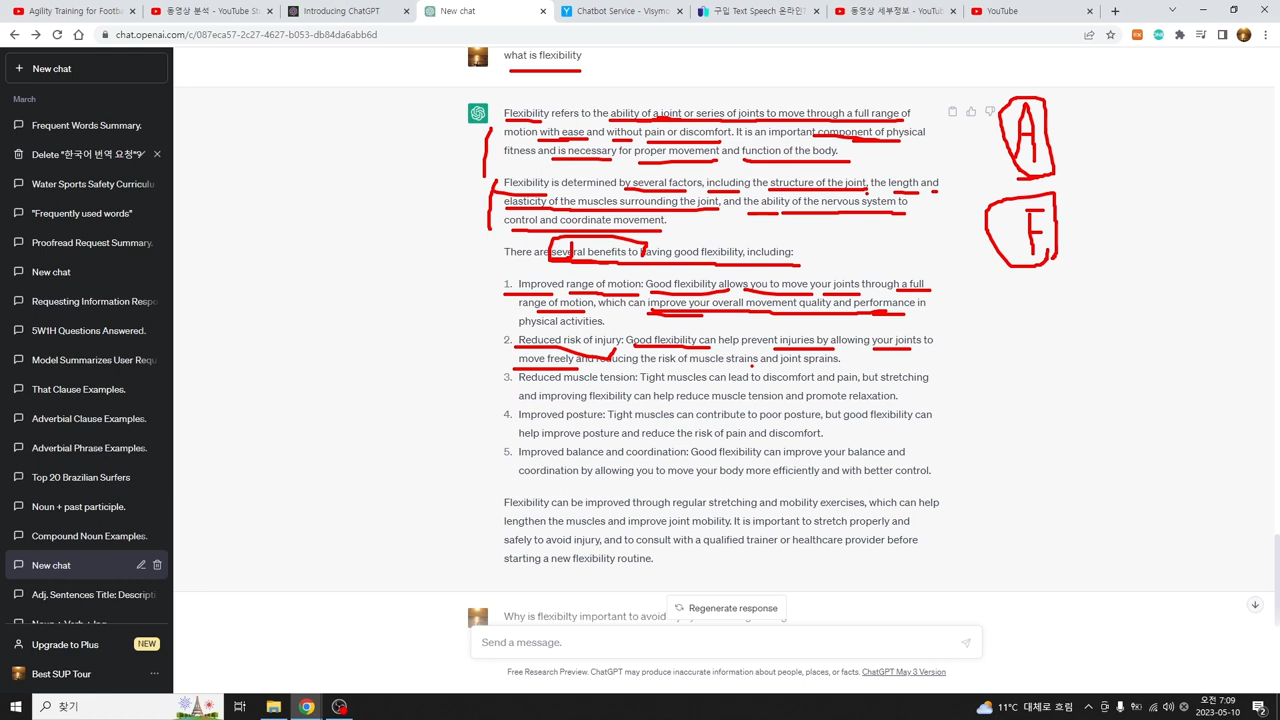 Agility Training for Footba
동영상 분석 - YouTube Stu
Introducing ChatGPT
New chat
Chatbot Service - Visymo
구입 Text Speech 온라인
동영상 세부정보 - YouTub
YouTube
chat.openai.com/c/087eca57-2c27-4627-b053-db84da6abb6d
New chat
March
Frequent Words Summary.
Delete "한국어 번역 요청"
Water Sports Safety Curriculu
"Frequently used words"
Proofread Request Summary.
New chat
Requesting Information Respo
5W1H Questions Answered.
Model Summarizes User Requ
That Clause Examples.
Adverbial Clause Examples.
Adverbial Phrase Examples.
Top 20 Brazilian Surfers
Noun + past participle.
Compound Noun Examples.
New chat
Adj. Sentences Title: Descripti
Upgrade to Plus
NEW
Best SUP Tour
what is flexibility
Flexibility refers to the ability of a joint or series of joints to move through a full range of
motion with ease and without pain or discomfort. It is an important component of physical
fitness and is necessary for proper movement and function of the body.
A
Flexibility is determined by several factors, including the structure of the joint, the length and
elasticity of the muscles surrounding the joint, and the ability of the nervous system to
control and coordinate movement.
F
There are several benefits to having good flexibility, including:
1. Improved range of motion: Good flexibility allows you to move your joints through a full
range of motion, which can improve your overall movement quality and performance in
physical activities.
2. Reduced risk of injury: Good flexibility can help prevent injuries by allowing your joints to
move freely and reducing the risk of muscle strains and joint sprains.
3. Reduced muscle tension: Tight muscles can lead to discomfort and pain, but stretching
and improving flexibility can help reduce muscle tension and promote relaxation.
4. Improved posture: Tight muscles can contribute to poor posture, but good flexibility can
help improve posture and reduce the risk of pain and discomfort.
5. Improved balance and coordination: Good flexibility can improve your balance and
coordination by allowing you to move your body more efficiently and with better control.
Flexibility can be improved through regular stretching and mobility exercises, which can help
lengthen the muscles and improve joint mobility. It is important to stretch properly and
safely to avoid injury, and to consult with a qualified trainer or healthcare provider before
starting a new flexibility routine.
Why is flexibilty important to avoid
Regenerate response
Send a message.
Free Research Preview. ChatGPT may produce inaccurate information about people, places, or facts. ChatGPT May 3 Version
찾기
11°C 대체로 흐림
오전 7:09
2023-05-10